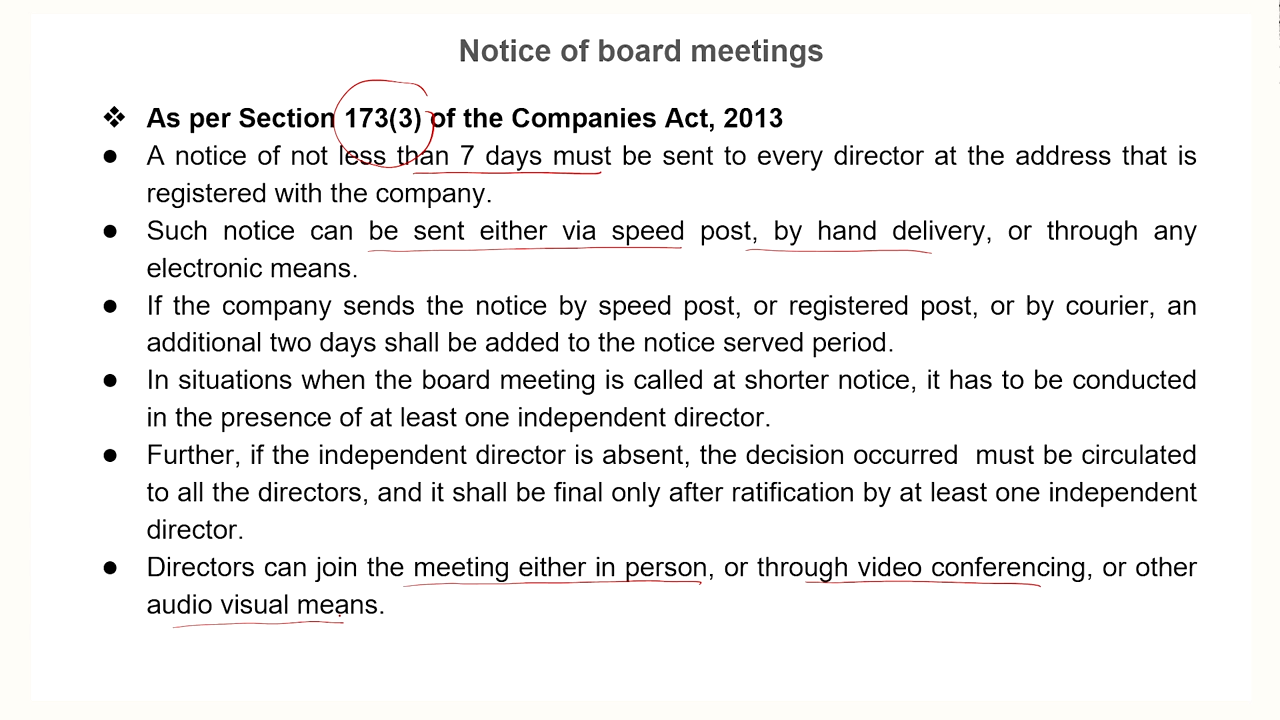 Notice of board meetings
❖ As per Section 173(3) of the Companies Act, 2013
● A notice of not less than 7 days must be sent to every director at the address that is
registered with the company.
● Such notice can be sent either via speed post, by hand delivery, or through any
electronic means.
● If the company sends the notice by speed post, or registered post, or by courier, an
additional two days shall be added to the notice served period.
● In situations when the board meeting is called at shorter notice, it has to be conducted
in the presence of at least one independent director.
● Further, if the independent director is absent, the decision occurred must be circulated
to all the directors, and it shall be final only after ratification by at least one independent
director.
● Directors can join the meeting either in person, or through video conferencing, or other
audio visual means.